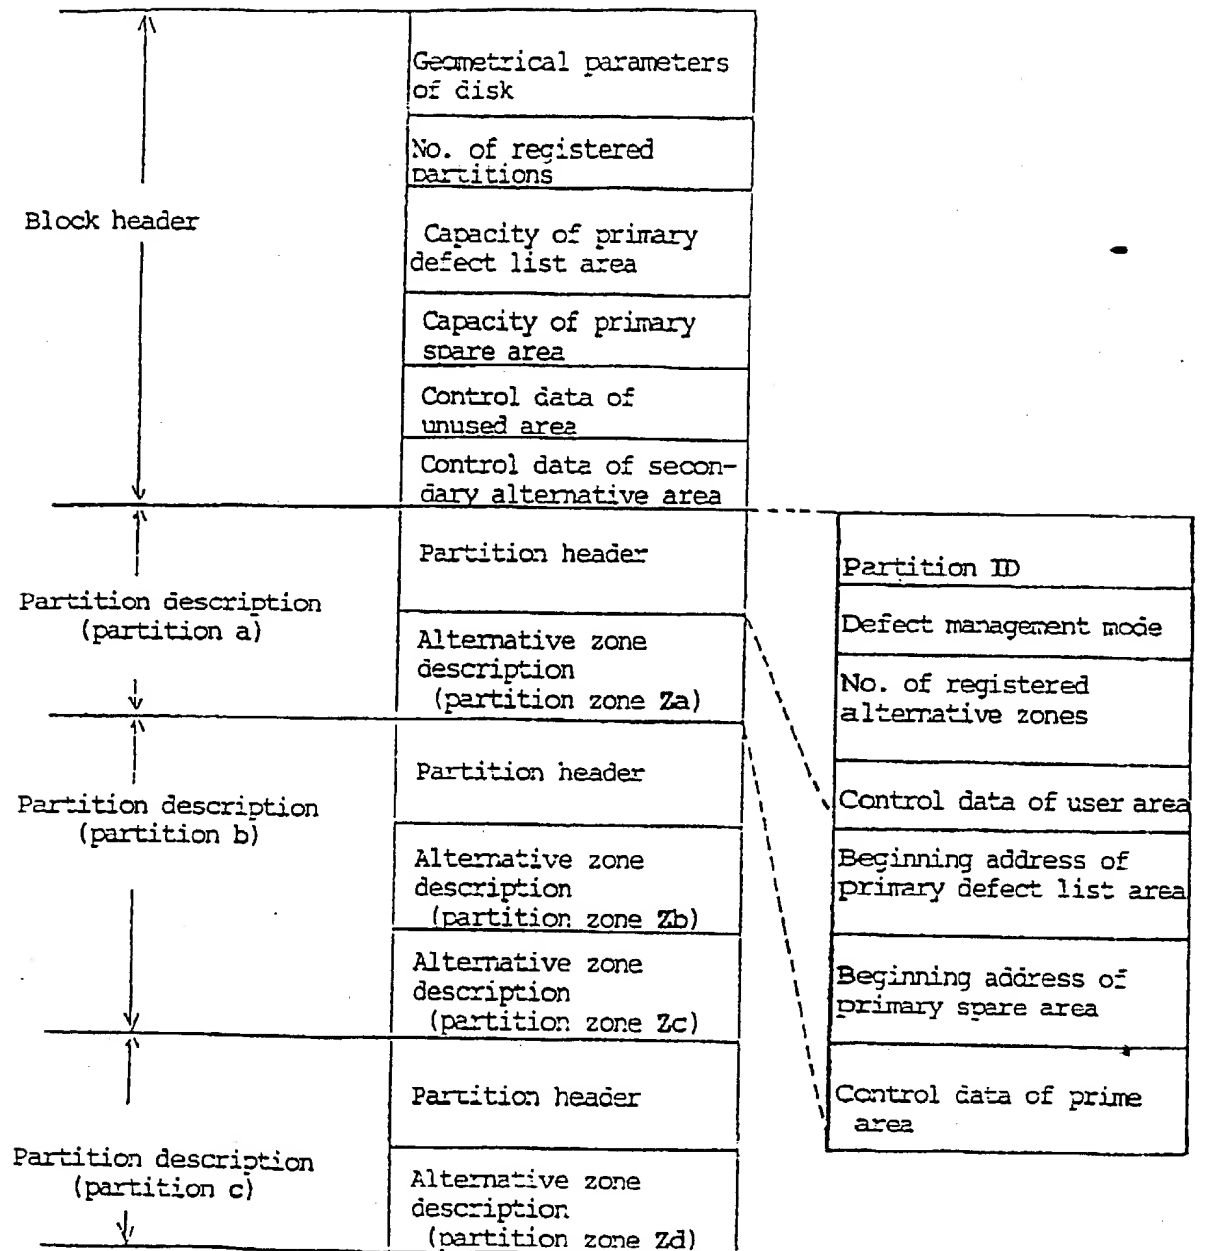 Geometrical parameters
of disk
No. of registered
partitions
Block header
Capacity of primary
defect list area
Capacity of primary
spare area
Control data of
unused area
Control data of secon-
dary alternative area
Partition header
Partition description
(partition a)
Alternative zone
description
(partition zone Za)
Partition header
Partition description
(partition b)
Alternative zone
description
(partition zone Zb)
Alternative zone
description
(partition zone Zc)
Partition header
Partition description
(partition c)
Alternative zone
description
(partition zone Zd)
Partition ID
Defect management mode
No. of registered
alternative zones
Control data of user area
Beginning address of
primary defect list area
Beginning address of
primary spare area
Control data of prime
area